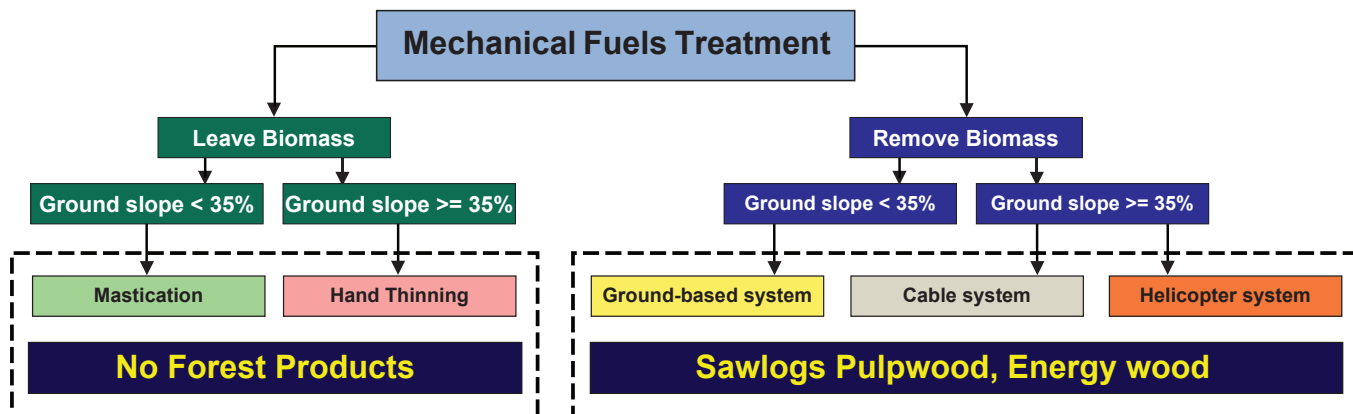 Mechanical Fuels Treatment
Leave Biomass
Remove Biomass
Ground slope < 35%
Ground slope >= 35%
Ground slope < 35%
Ground slope >= 35%
Mastication
Hand Thinning
Ground-based system
Cable system
Helicopter system
No Forest Products
Sawlogs Pulpwood, Energy wood